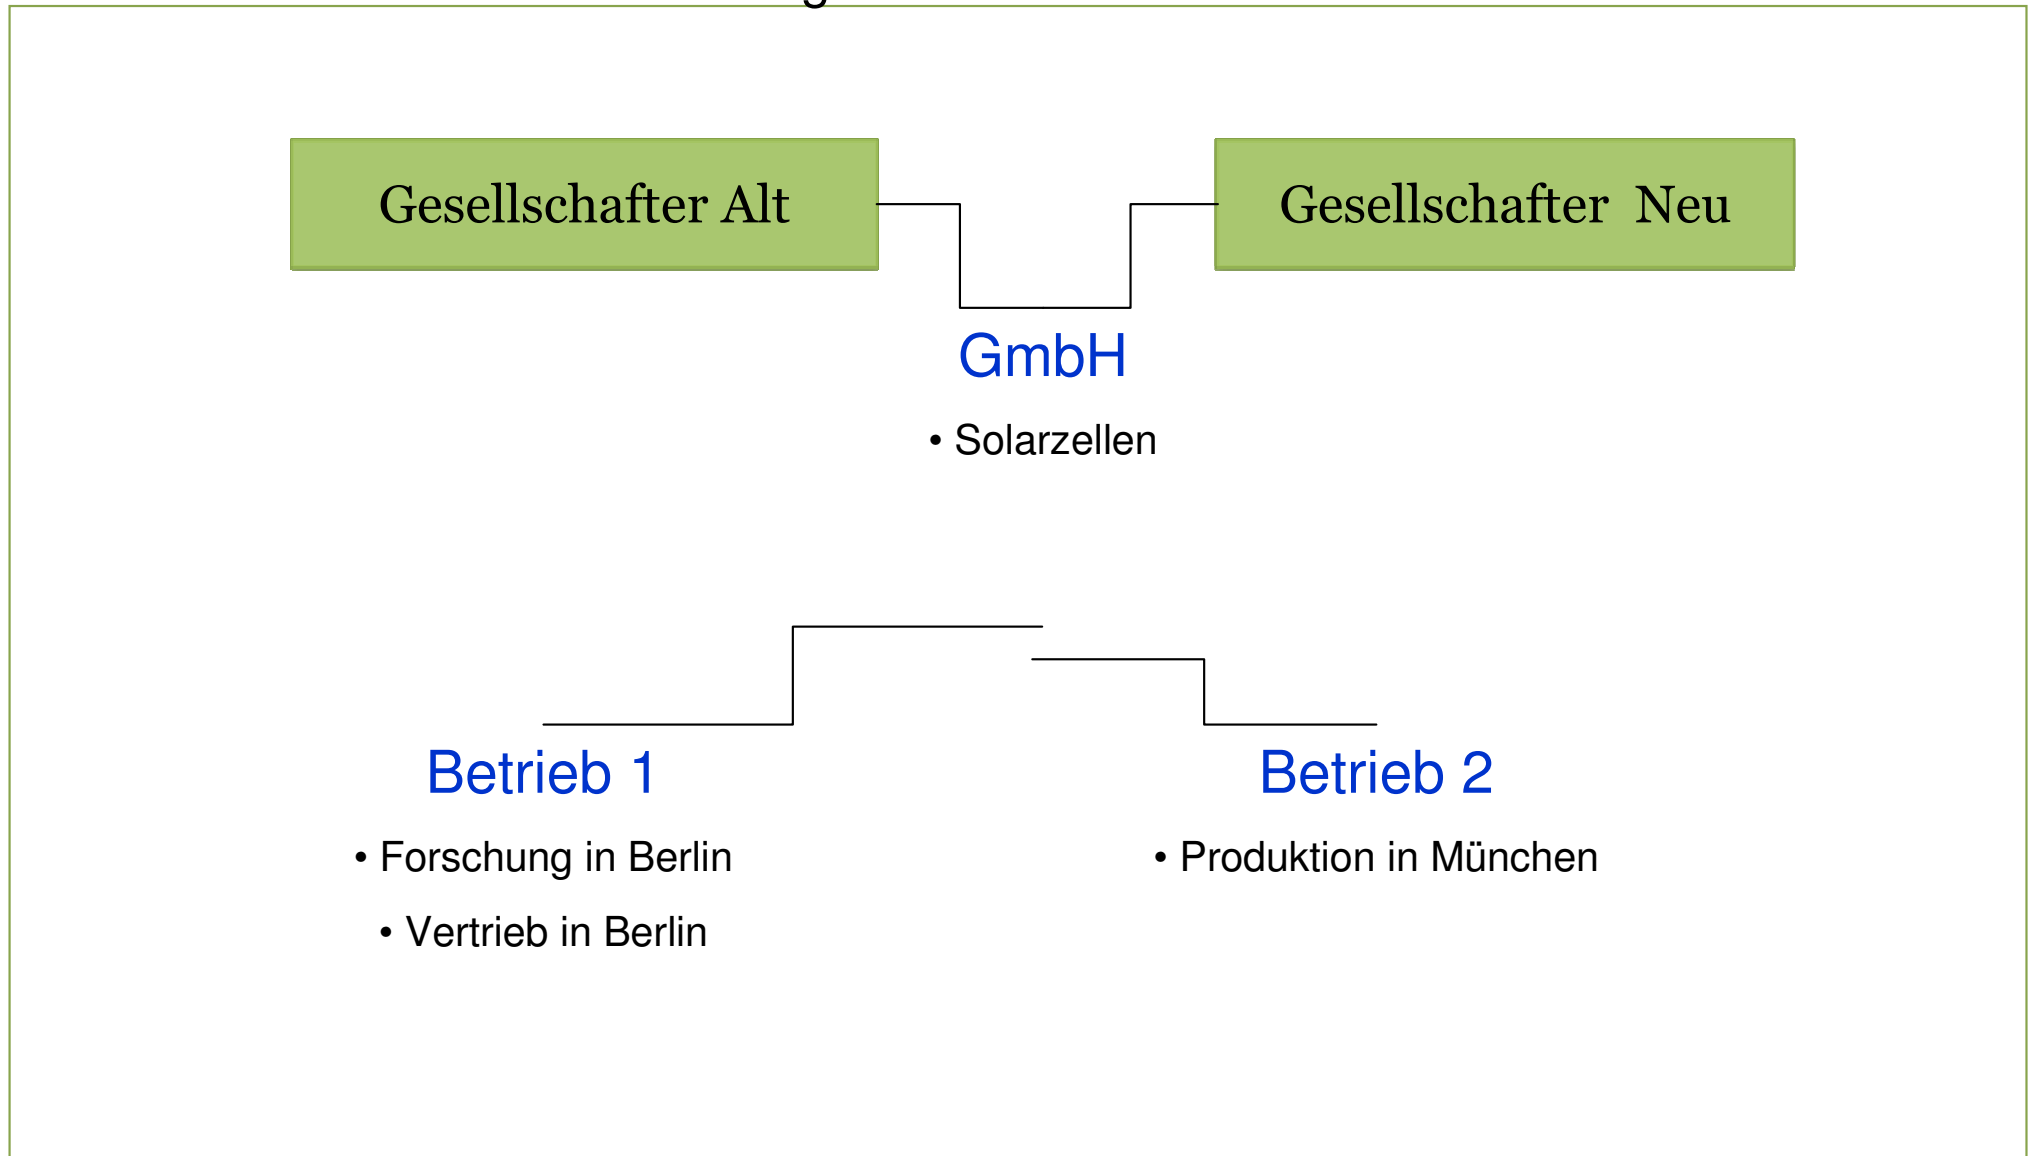 Gesellschafter Alt
Gesellschafter Neu
GmbH
• Solarzellen
Betrieb 1
• Forschung in Berlin
• Vertrieb in Berlin
Betrieb 2
• Produktion in München